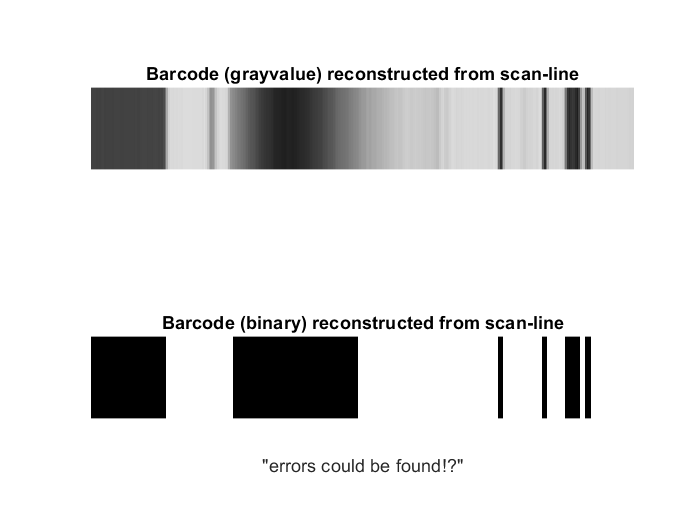 Barcode (grayvalue) reconstructed from scan-line
Barcode (binary) reconstructed from scan-line
"errors could be found!?"